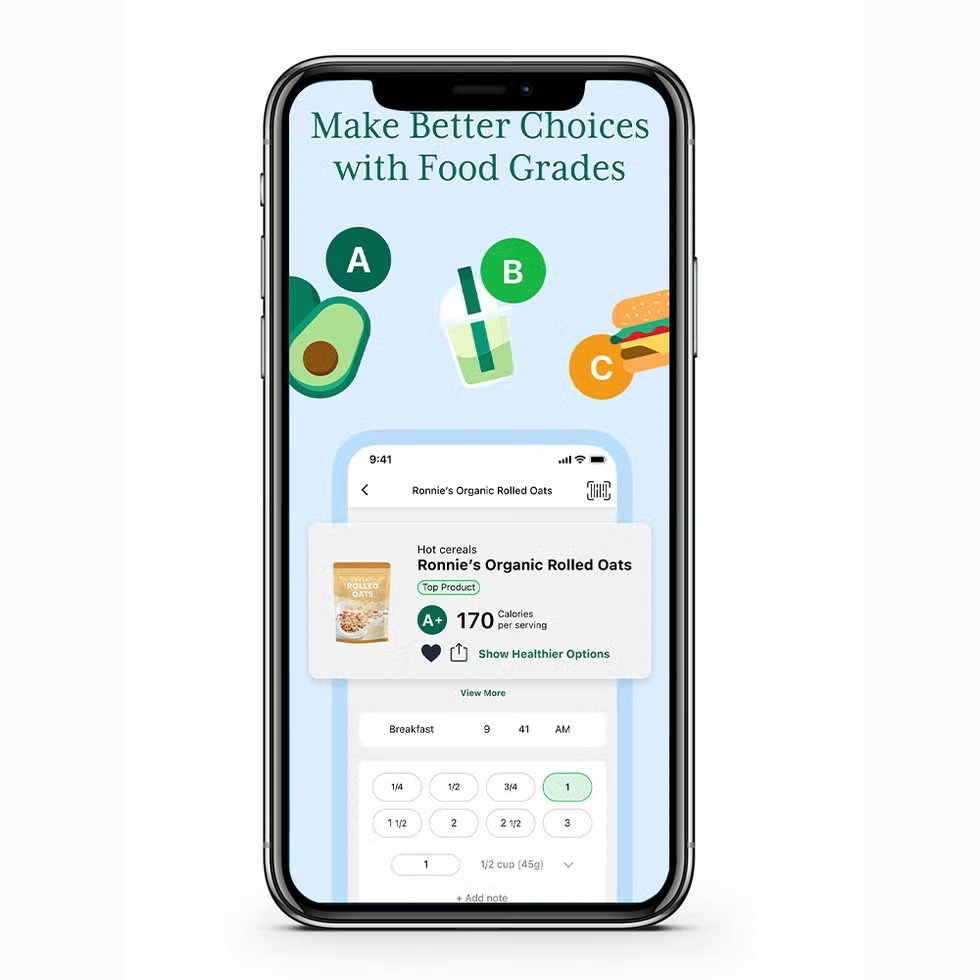 Make Better Choices
with Food Grades
A
B
C
9:41
Ronnie's Organic Rolled Oats
Hot cereals
Ronnie's Organic Rolled Oats
Top Product
ROLLED
OATS
A+ 170 Calories
per serving
Show Healthier Options
View More
Breakfast 9 41 AM
1/4 1/2 3/4 1
1 1/2 2 2 1/2 3
1 1/2 cup (45g)
+ Add note